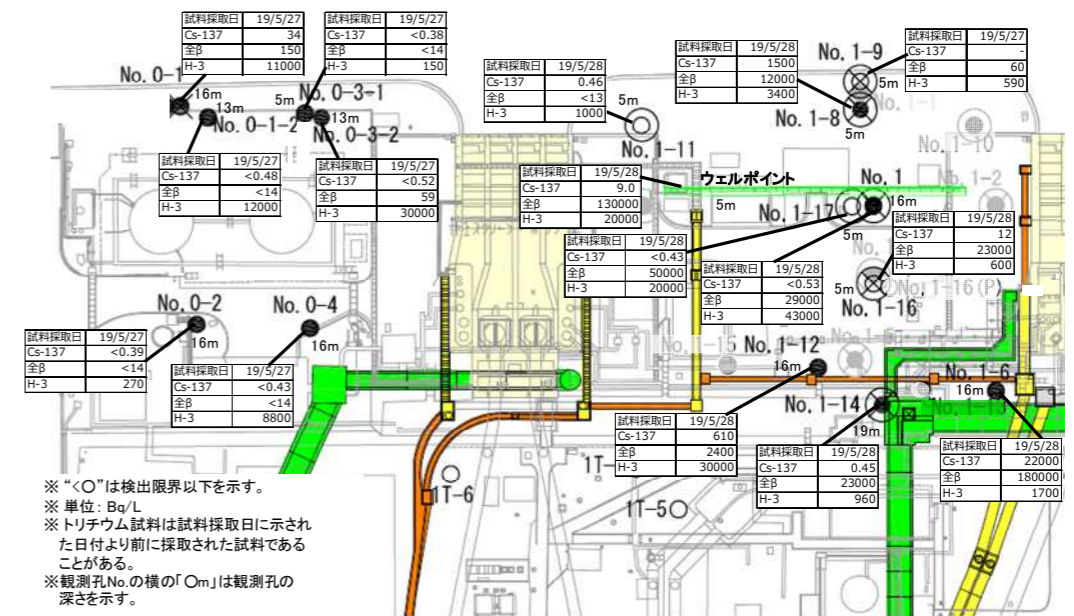 試料採取日 19/5/27
Cs-137 34
全β 150
H-3 11000
試料採取日 19/5/27
Cs-137 <0.38
全β <14
H-3 150
試料採取日 19/5/28
Cs-137 0.46
全β <13
H-3 1000
試料採取日 19/5/28
Cs-137 1500
全β 12000
H-3 3400
試料採取日 19/5/27
Cs-137 -
全β 60
H-3 590
No. 0-1
16m
13m
No. 0-1-2
5m
No. 0-3-1
13m
No. 0-3-2
5m
No. 1-11
No. 1-9
5m
No. 1-8
5m
No. 1-10
試料採取日 19/5/27
Cs-137 <0.48
全β <14
H-3 12000
試料採取日 19/5/27
Cs-137 <0.52
全β 59
H-3 30000
試料採取日 19/5/28
Cs-137 9.0
全β 130000
H-3 20000
ウェルポイント
5m
No. 1
16m
No. 1-17
5m
No. 1-2
試料採取日 19/5/28
Cs-137 12
全β 23000
H-3 600
試料採取日 19/5/28
Cs-137 <0.43
全β 50000
H-3 20000
試料採取日 19/5/28
Cs-137 <0.53
全β 29000
H-3 43000
5m
No. 1-16
No. 1-16(P)
No. 0-2
16m
No. 0-4
16m
試料採取日 19/5/27
Cs-137 <0.39
全β <14
H-3 270
試料採取日 19/5/27
Cs-137 <0.43
全β <14
H-3 8800
No. 1-15
No. 1-12
16m
No. 1-14
19m
No. 1-6
16m
No. 1-13
試料採取日 19/5/28
Cs-137 610
全β 2400
H-3 30000
試料採取日 19/5/28
Cs-137 0.45
全β 23000
H-3 960
試料採取日 19/5/28
Cs-137 22000
全β 180000
H-3 1700
1T-6
1T-5
※ “<○”は検出限界以下を示す。
※ 単位: Bq/L
※ トリチウム試料は試料採取日に示され
た日付より前に採取された試料である
ことがある。
※観測孔No.の横の「○m」は観測孔の
深さを示す。